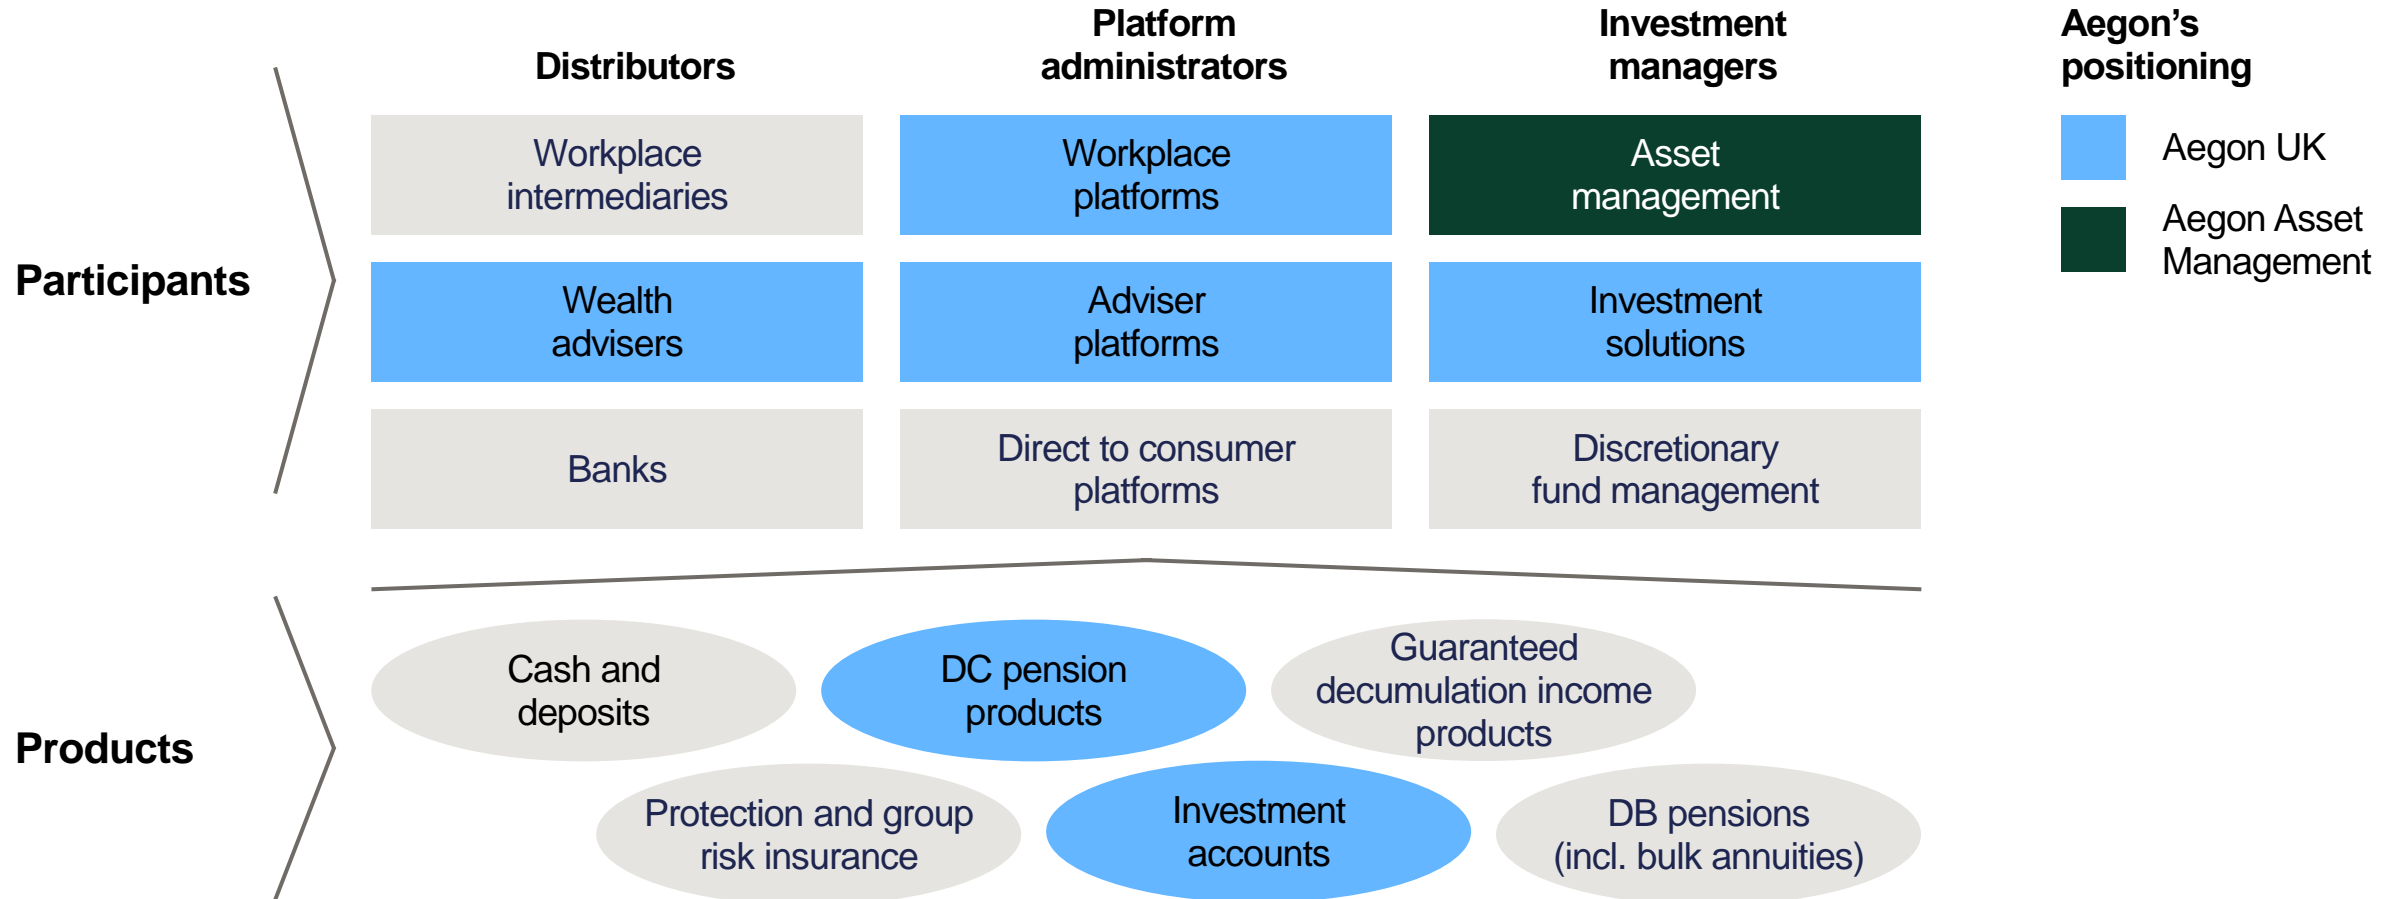 Distributors
Platform
administrators
Investment
managers
Aegon’s
positioning
Participants
Workplace
intermediaries
Workplace
platforms
Asset
management
Aegon UK
Aegon Asset
Management
Wealth
advisers
Adviser
platforms
Investment
solutions
Banks
Direct to consumer
platforms
Discretionary
fund management
Products
Cash and
deposits
DC pension
products
Guaranteed
decumulation income
products
Protection and group
risk insurance
Investment
accounts
DB pensions
(incl. bulk annuities)